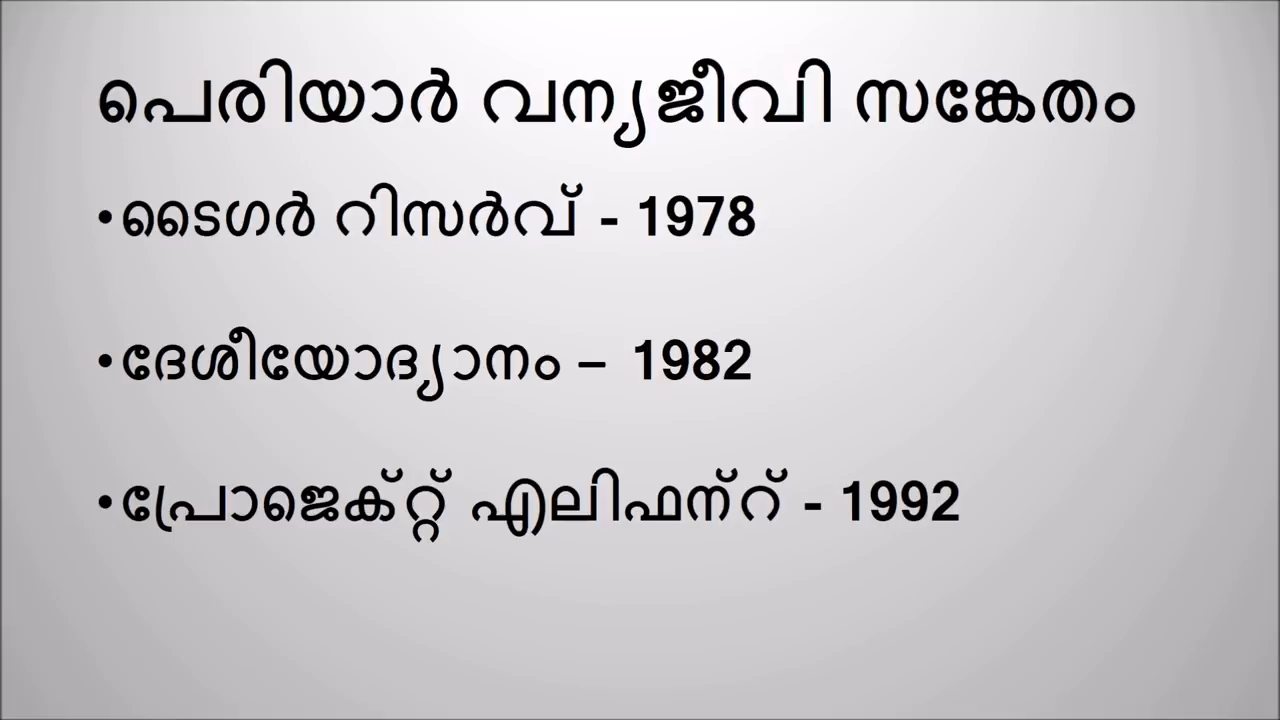 പെരിയാർ വന്യജീവി സങ്കേതം
•ടൈഗർ റിസർവ് - 1978
•ദേശീയോദ്യാനം – 1982
•പ്രോജെക്റ്റ് എലിഫന്റ് - 1992